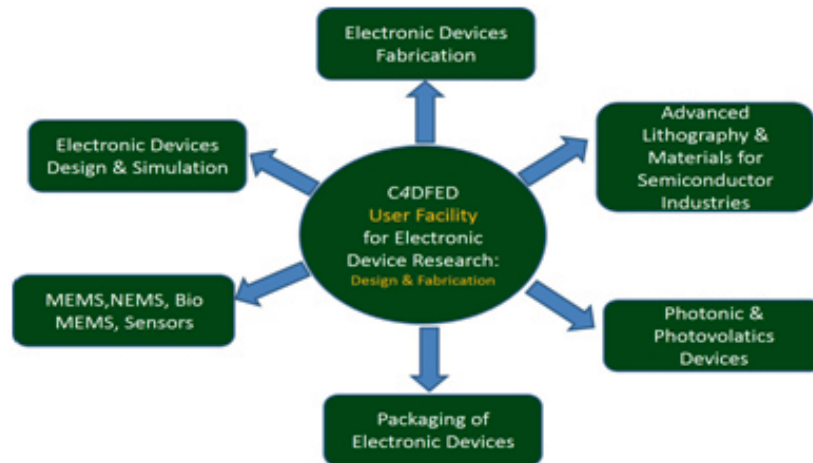 Electronic Devices
Fabrication
Advanced
Lithography &
Materials for
Semiconductor
Industries
Electronic Devices
Design & Simulation
C4DFED
User Facility
for Electronic
Device Research:
Design & Fabrication
MEMS,NEMS, Bio
MEMS, Sensors
Photonic &
Photovolatics
Devices
Packaging of
Electronic Devices